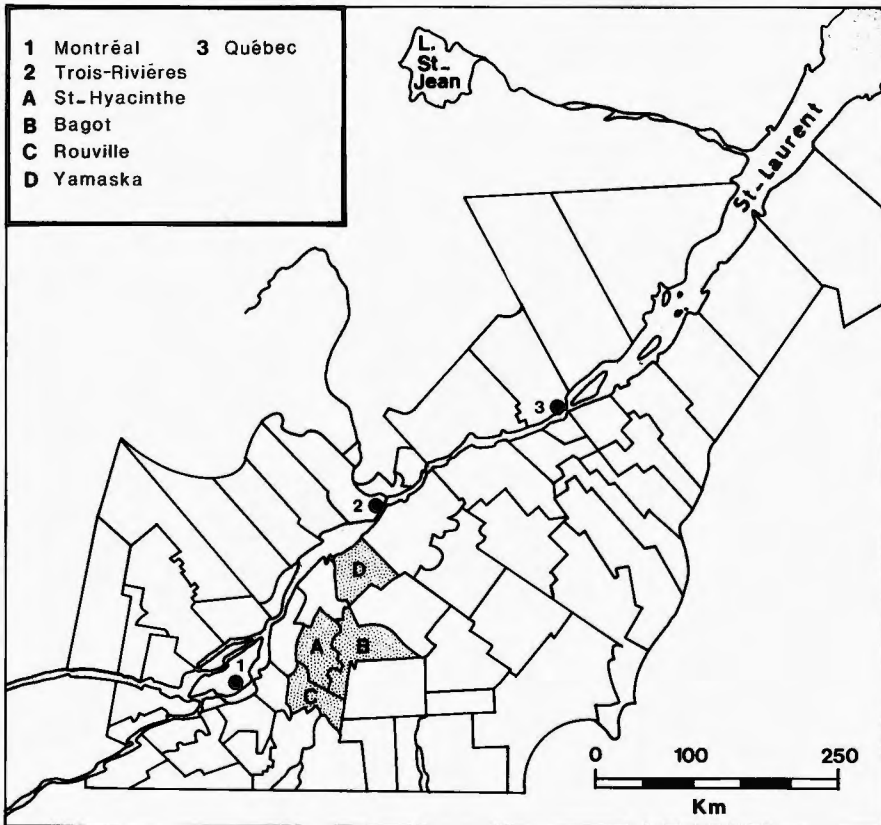 1 Montréal 3 Québec
2 Trois-Rivières
A St-Hyacinthe
B Bagot
C Rouville
D Yamaska
L.
St-
Jean
St-Laurent
3
2
D
A B
1
C
0 100 250
Km